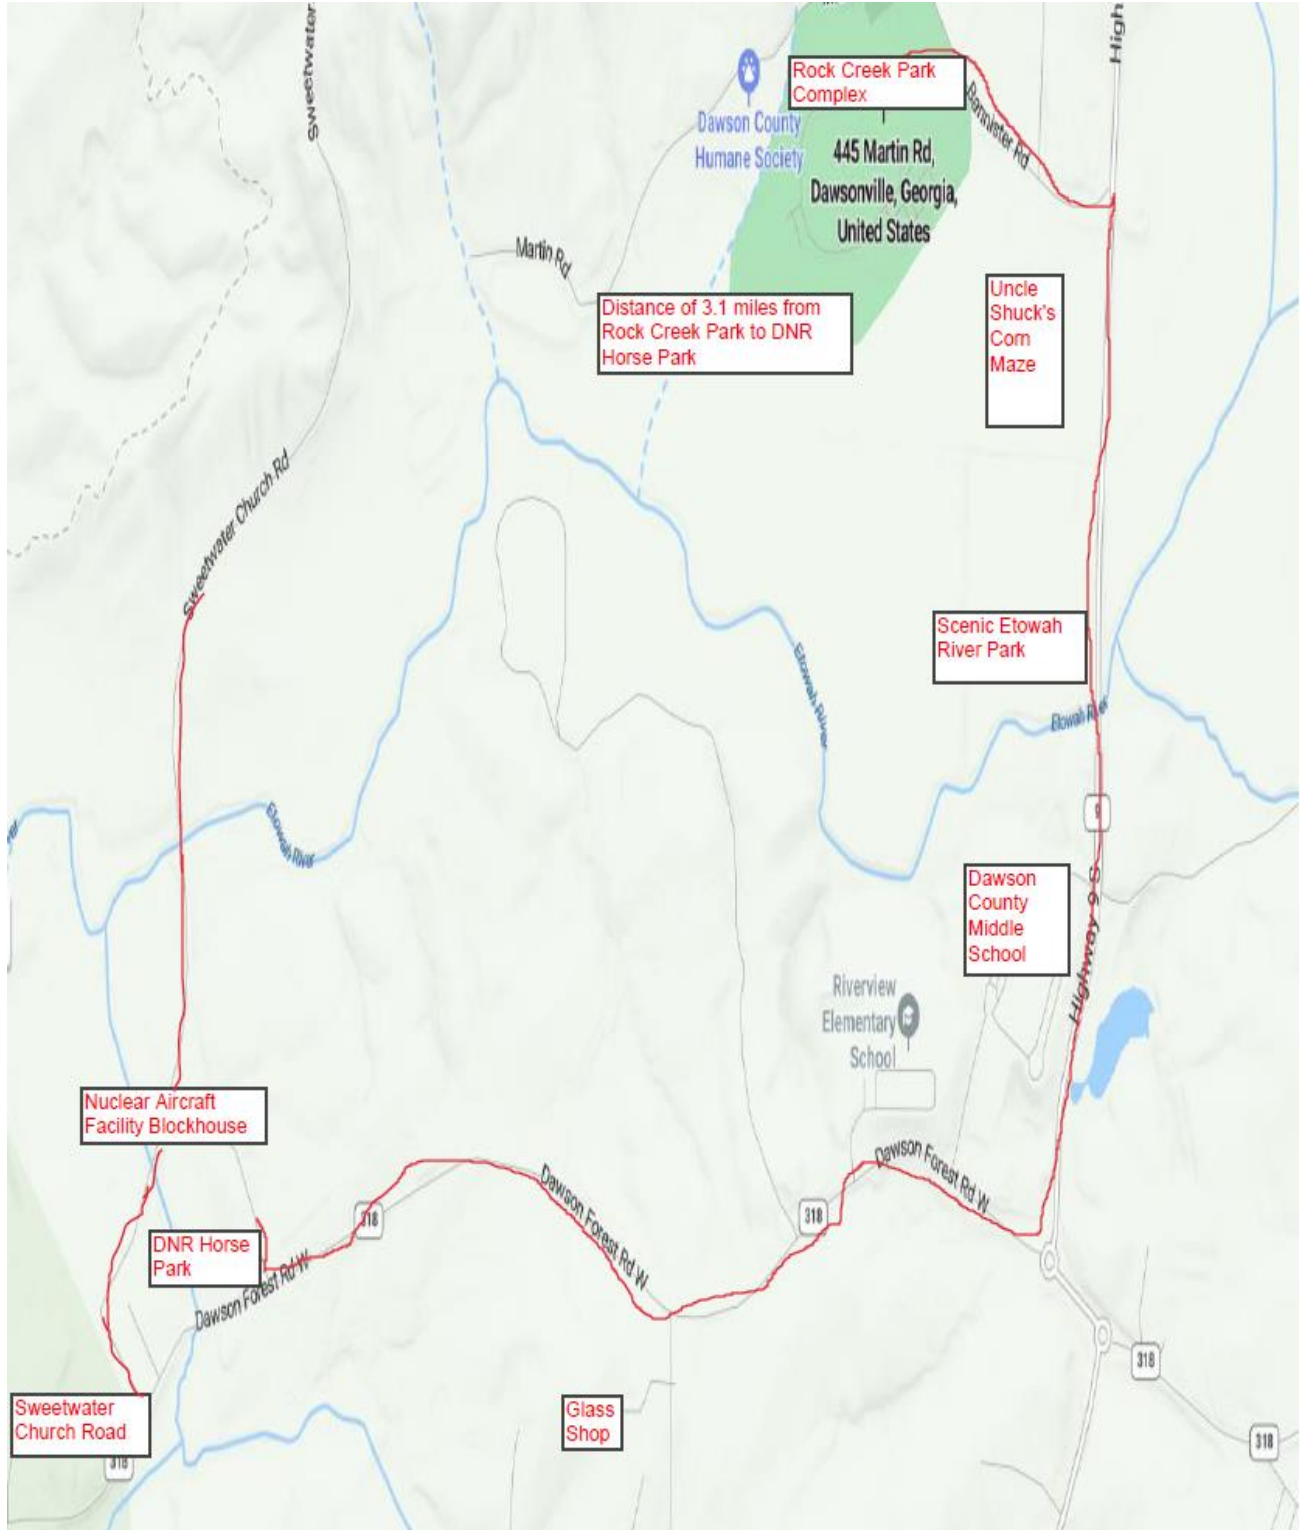 Sweetwater
High
Rock Creek Park
Complex
Dawson County
Humane Society
Bannister Rd
445 Martin Rd,
Dawsonville, Georgia,
United States
Martin Rd
Uncle
Shuck's
Corn
Maze
Distance of 3.1 miles from
Rock Creek Park to DNR
Horse Park
Sweetwater Church Rd
Scenic Etowah
River Park
Etowah River
Etowah River
9
Etowah River
Dawson
County
Middle
School
Highway 9 S
Riverview
Elementary
School
Nuclear Aircraft
Facility Blockhouse
Dawson Forest Rd W
Dawson Forest Rd W
318
318
DNR Horse
Park
Dawson Forest Rd W
318
Sweetwater
Church Road
Glass
Shop
318
318